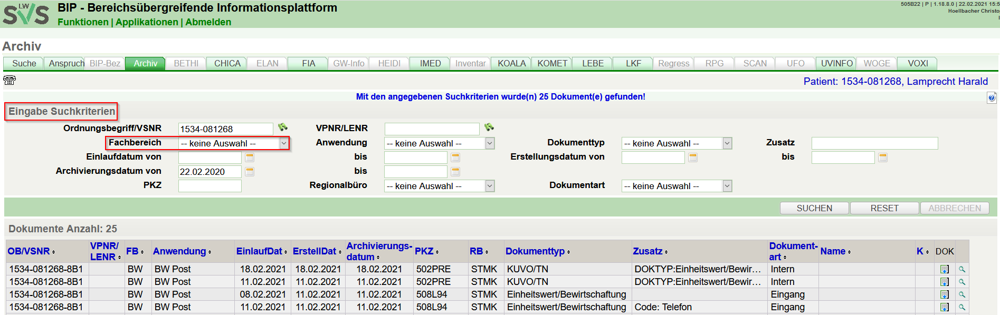 LW
SVS
BIP - Bereichsübergreifende Informationsplattform
Funktionen | Applikationen | Abmelden
505B22 | P | 1.18.8.0 | 22.02.2021 15:5
Hoellbacher Christo
Archiv
Suche Anspruch BIP-Bez Archiv BETHI CHICA ELAN FIA GW-Info HEIDI IMED Inventar KOALA KOMET LEBE LKF Regress RPG SCAN UFO UVINFO WOGE VOXI
Patient: 1534-081268, Lamprecht Harald
Mit den angegebenen Suchkriterien wurde(n) 25 Dokument(e) gefunden!
Eingabe Suchkriterien
Ordnungsbegriff/VSNR 1534-081268 VPNR/LENR
Fachbereich -- keine Auswahl -- Anwendung -- keine Auswahl -- Dokumenttyp -- keine Auswahl -- Zusatz
Einlaufdatum von bis Erstellungsdatum von bis
Archivierungsdatum von 22.02.2020 bis
PKZ Regionalbüro -- keine Auswahl -- Dokumentart -- keine Auswahl --
SUCHEN RESET ABBRECHEN
Dokumente Anzahl: 25
OB/VSNR VPNR/ LENR FB Anwendung EinlaufDat ErstellDat Archivierungs- datum PKZ RB Dokumenttyp Zusatz Dokument- art Name K DOK
1534-081268-8B1 BW BW Post 18.02.2021 18.02.2021 18.02.2021 502PRE STMK KUVO/TN DOKTYP:Einheitswert/Bewir… Intern
1534-081268-8B1 BW BW Post 11.02.2021 11.02.2021 11.02.2021 502PRE STMK KUVO/TN DOKTYP:Einheitswert/Bewir… Intern
1534-081268-8B1 BW BW Post 08.02.2021 11.02.2021 11.02.2021 508L94 STMK Einheitswert/Bewirtschaftung Eingang
1534-081268-8B1 BW BW Post 11.02.2021 11.02.2021 11.02.2021 508L94 STMK Einheitswert/Bewirtschaftung Code: Telefon Eingang